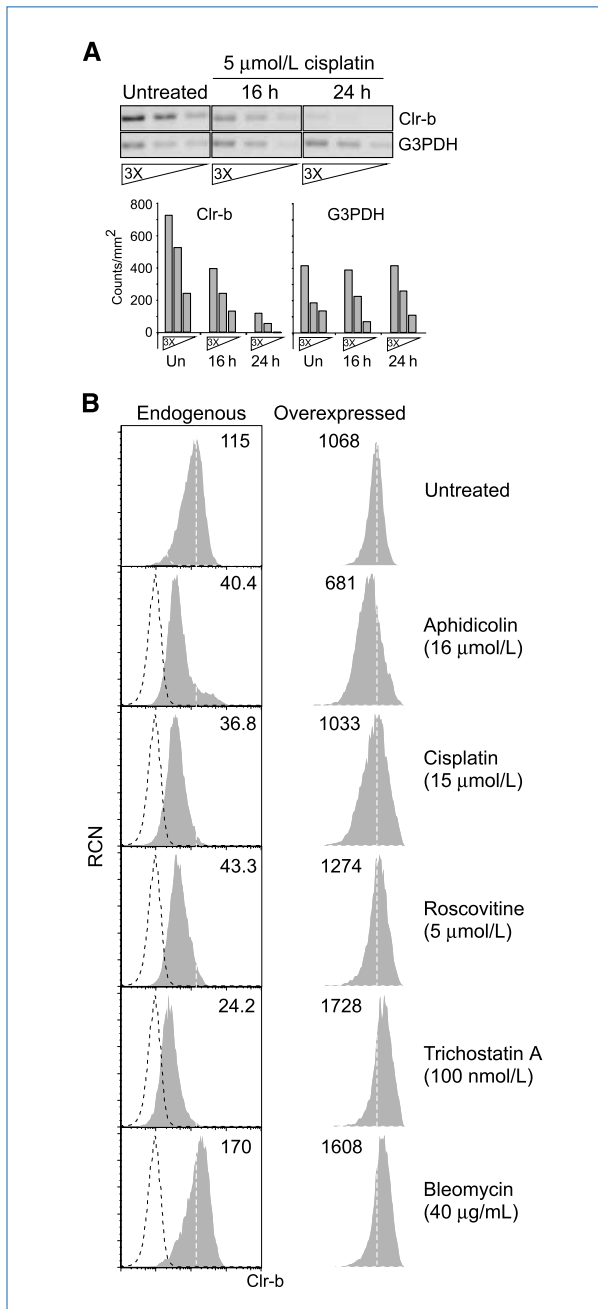 A
5 μmol/L cisplatin
Untreated 16 h 24 h
Clr-b
G3PDH
3X 3X 3X
Clr-b G3PDH
Counts/mm²
800
600
400
200
0
3X 3X 3X 3X 3X 3X
Un 16 h 24 h Un 16 h 24 h
B
Endogenous Overexpressed
115 1068
Untreated
40.4 681
Aphidicolin
(16 μmol/L)
36.8 1033
Cisplatin
(15 μmol/L)
RCN
43.3 1274
Roscovitine
(5 μmol/L)
24.2 1728
Trichostatin A
(100 nmol/L)
170 1608
Bleomycin
(40 μg/mL)
Clr-b